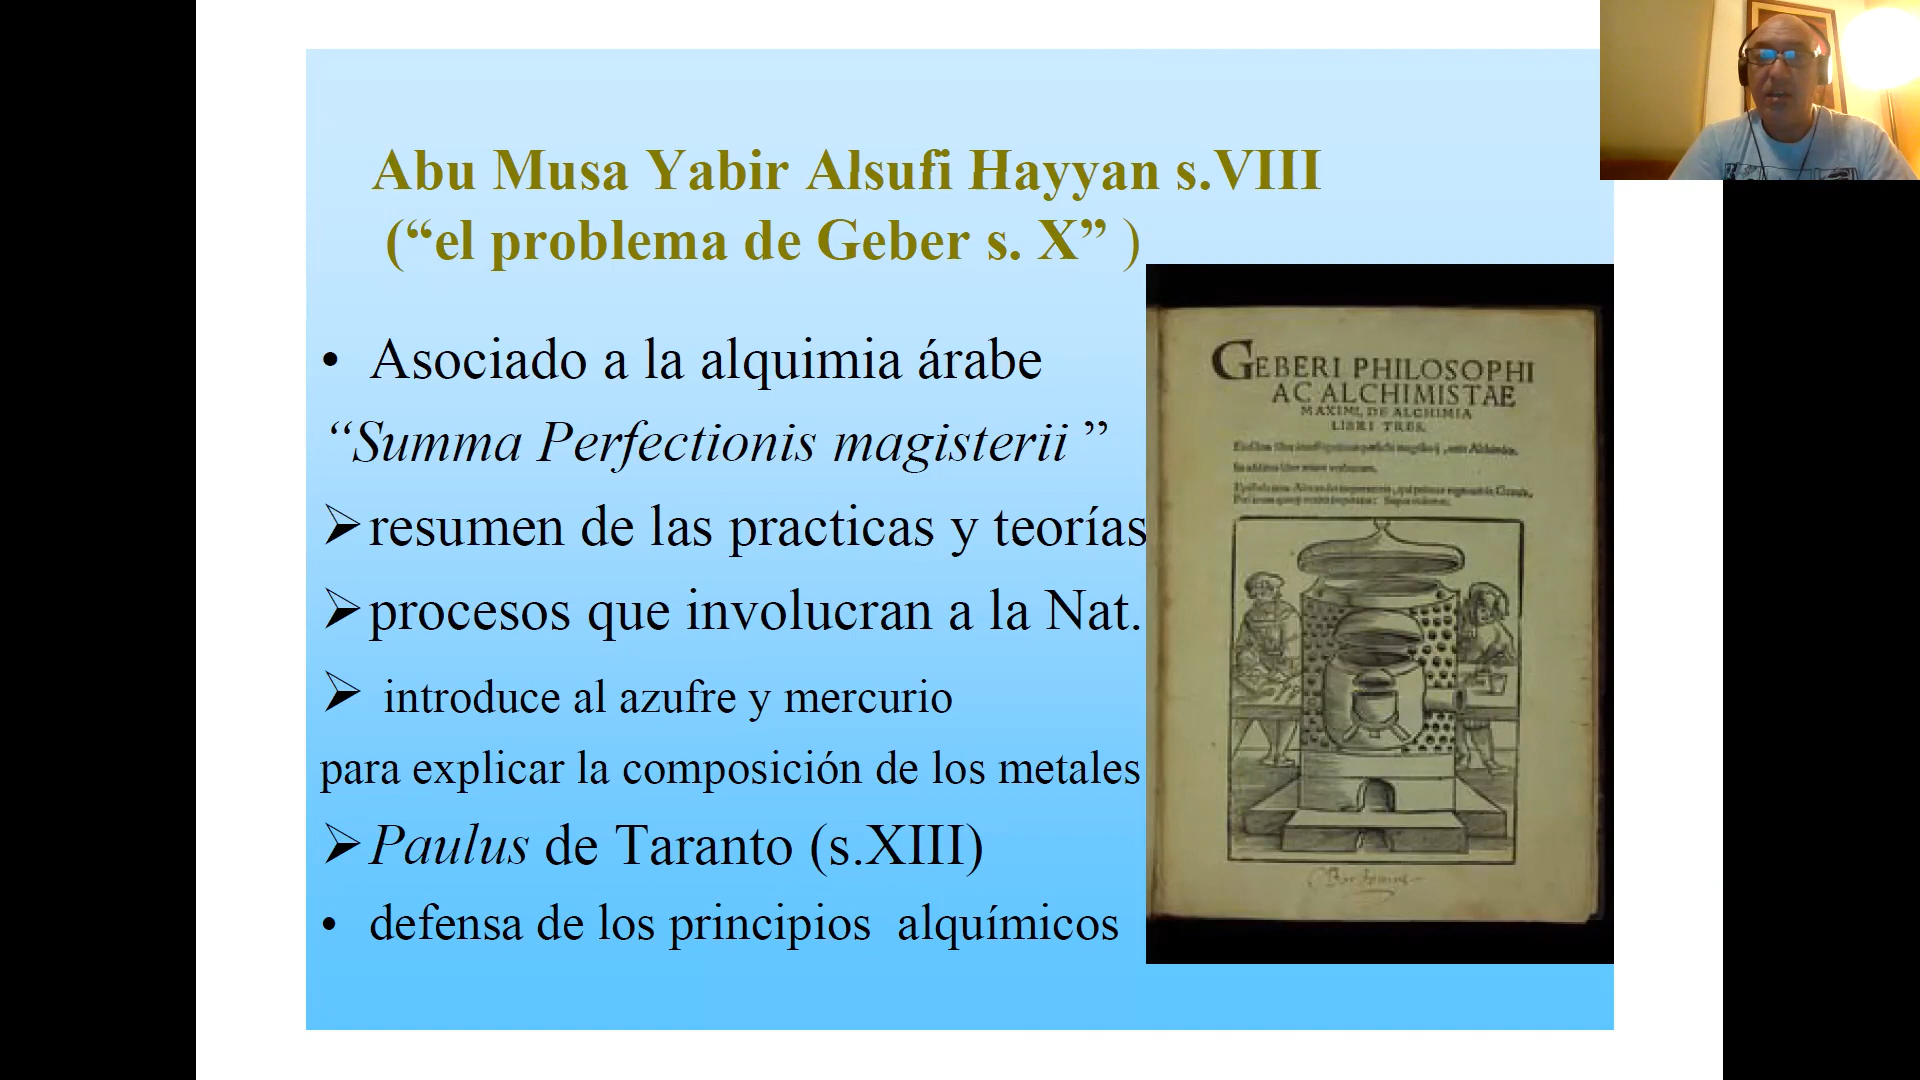 Abu Musa Yabir Alsufi Hayyan s.VIII
(“el problema de Geber s. X” )
• Asociado a la alquimia árabe
“Summa Perfectionis magisterii ”
➢ resumen de las practicas y teorías
➢ procesos que involucran a la Nat.
➢ introduce al azufre y mercurio
para explicar la composición de los metales
➢ Paulus de Taranto (s.XIII)
• defensa de los principios alquímicos
GEBERI PHILOSOPHI
AC ALCHIMISTAE
MAXIMI, DE ALCHIMIA
LIBRI TRES.